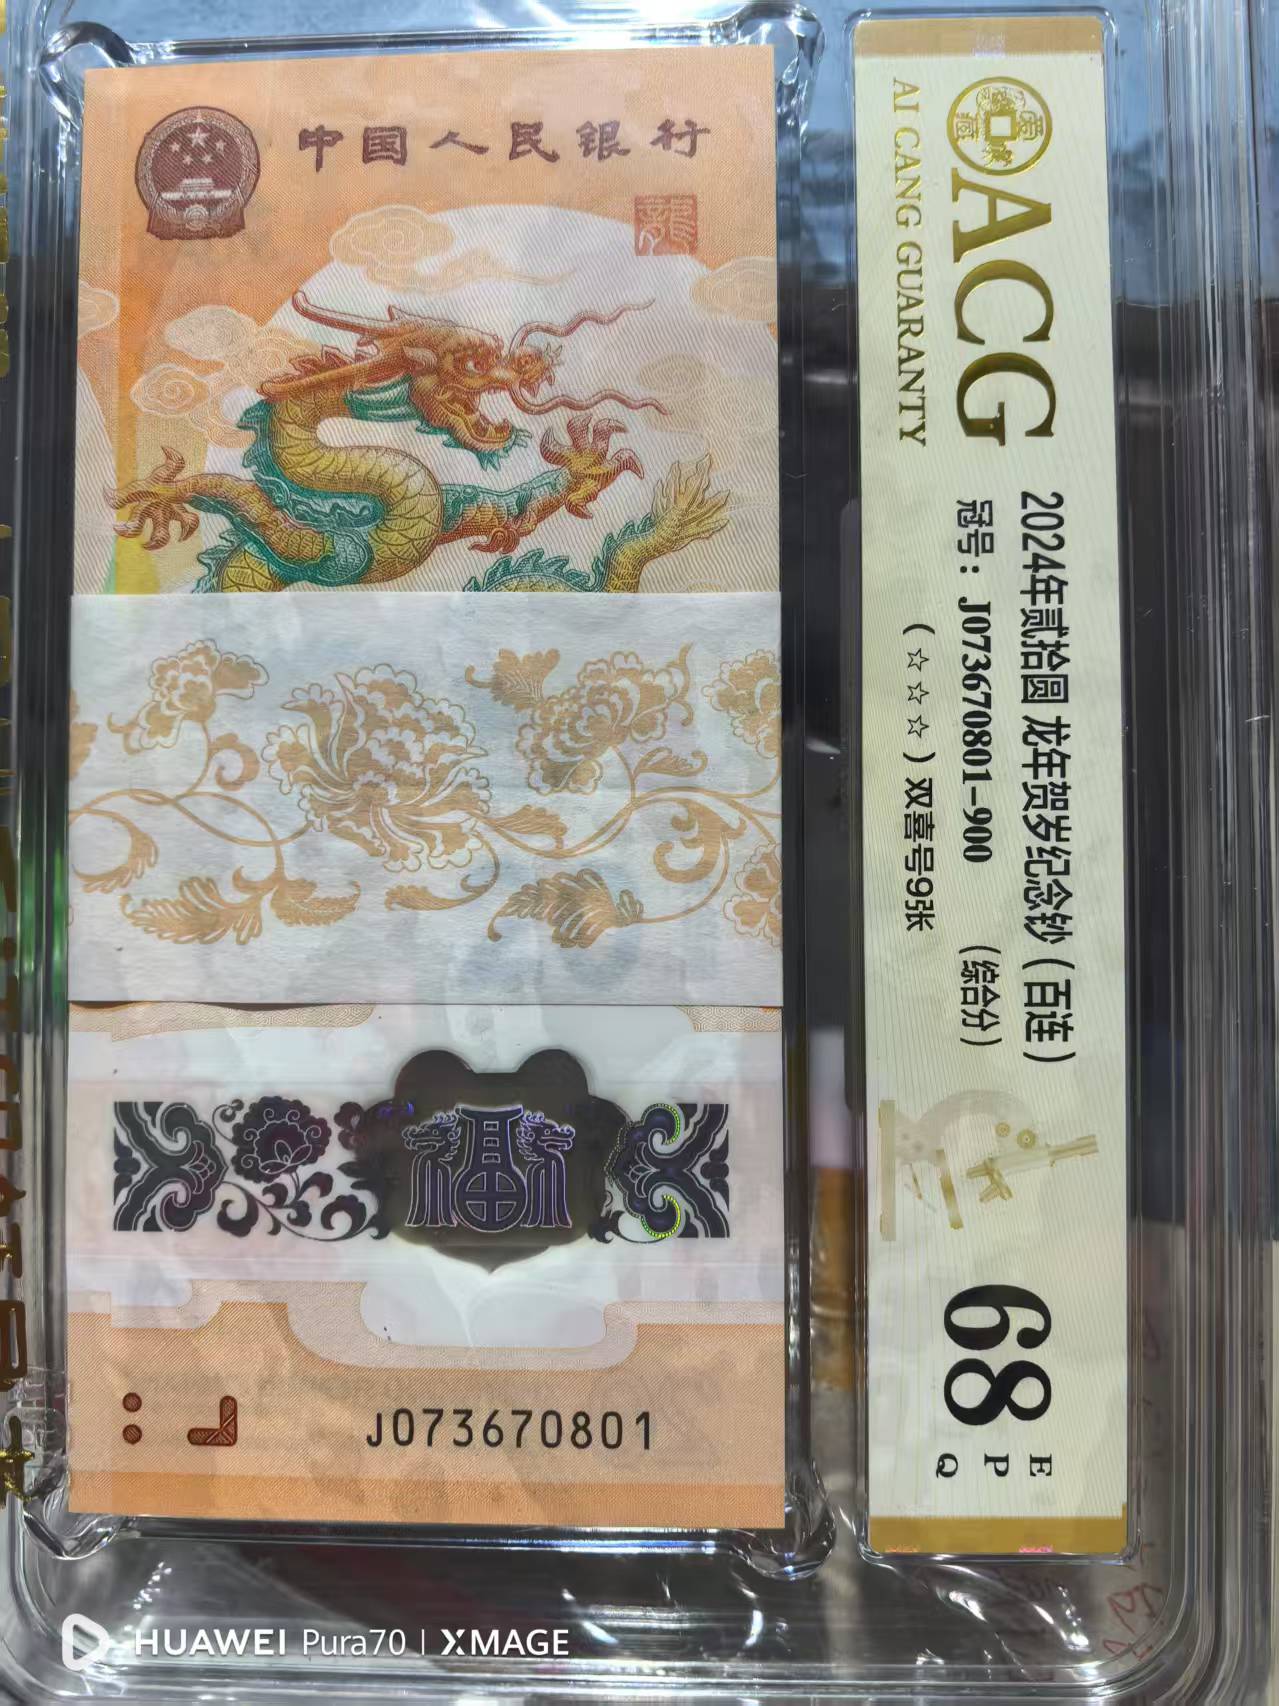 中国人民银行
龍
J073670801
ACG
AI CANG GUARANTY
2024年贰拾圆 龙年贺岁纪念钞（百连）
冠号：J073670801-900 （综合分）
（☆☆☆）双喜号9张
68
E
P
Q
HUAWEI Pura70 | XMAGE